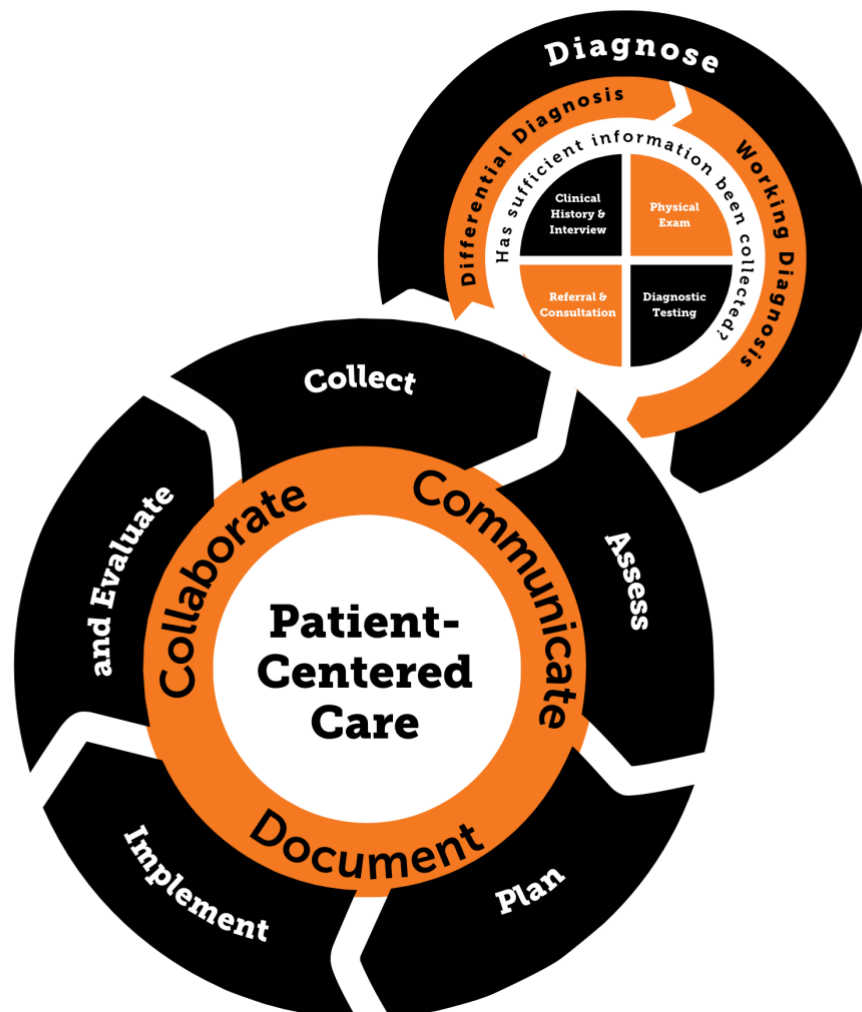 Diagnose
Differential Diagnosis
Working Diagnosis
Has sufficient information been collected?
Clinical
History &
Interview
Physical
Exam
Referral &
Consultation
Diagnostic
Testing
Collect
Assess
Plan
Implement
and Evaluate
Collaborate
Communicate
Document
Patient-
Centered
Care